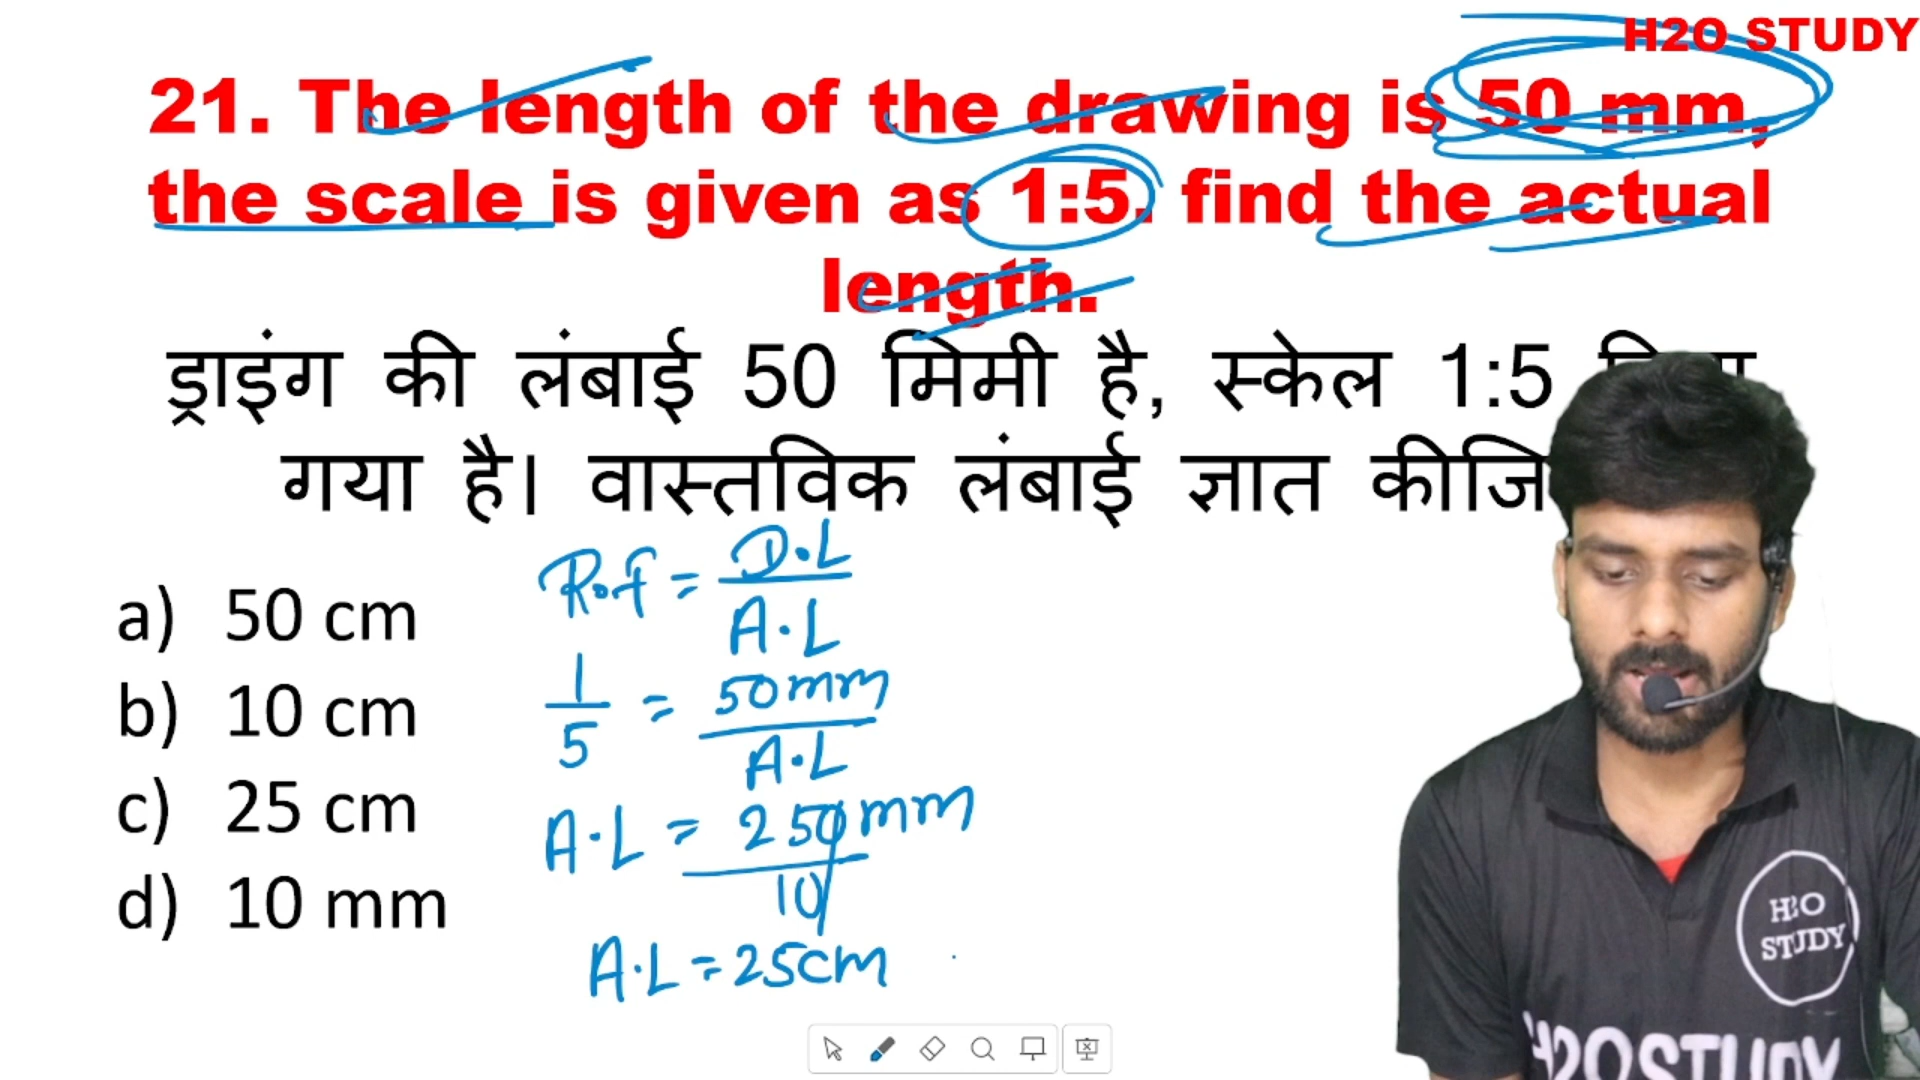 H2O STUDY
21. The length of the drawing is 50 mm,
the scale is given as 1:5. find the actual
length.
ड्राइंग की लंबाई 50 मिमी है, स्केल 1:5
गया है। वास्तविक लंबाई ज्ञात कीजि
R.f = D.L / A.L
a) 50 cm
1/5 = 50mm / A.L
b) 10 cm
A.L = 250mm / 10
c) 25 cm
d) 10 mm
A.L = 25cm
H2O
STUDY
H2OSTUDY